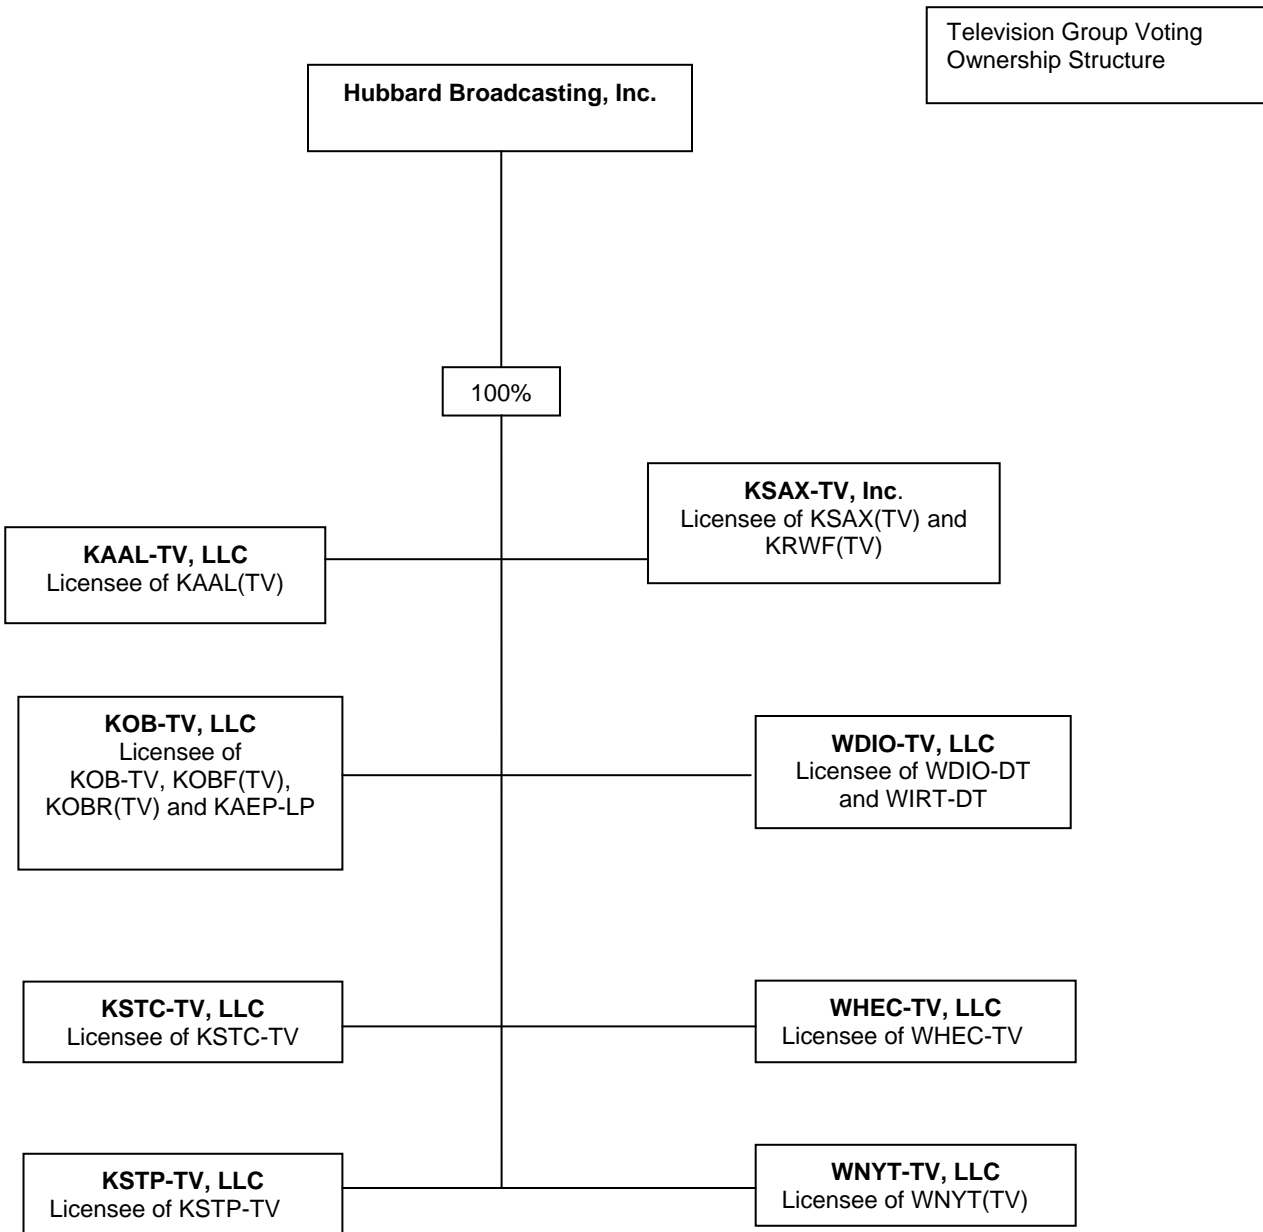 Television Group Voting
Ownership Structure
Hubbard Broadcasting, Inc.
100%
KSAX-TV, Inc.
Licensee of KSAX(TV) and
KRWF(TV)
KAAL-TV, LLC
Licensee of KAAL(TV)
KOB-TV, LLC
Licensee of
KOB-TV, KOBF(TV),
KOBR(TV) and KAEP-LP
WDIO-TV, LLC
Licensee of WDIO-DT
and WIRT-DT
KSTC-TV, LLC
Licensee of KSTC-TV
WHEC-TV, LLC
Licensee of WHEC-TV
KSTP-TV, LLC
Licensee of KSTP-TV
WNYT-TV, LLC
Licensee of WNYT(TV)